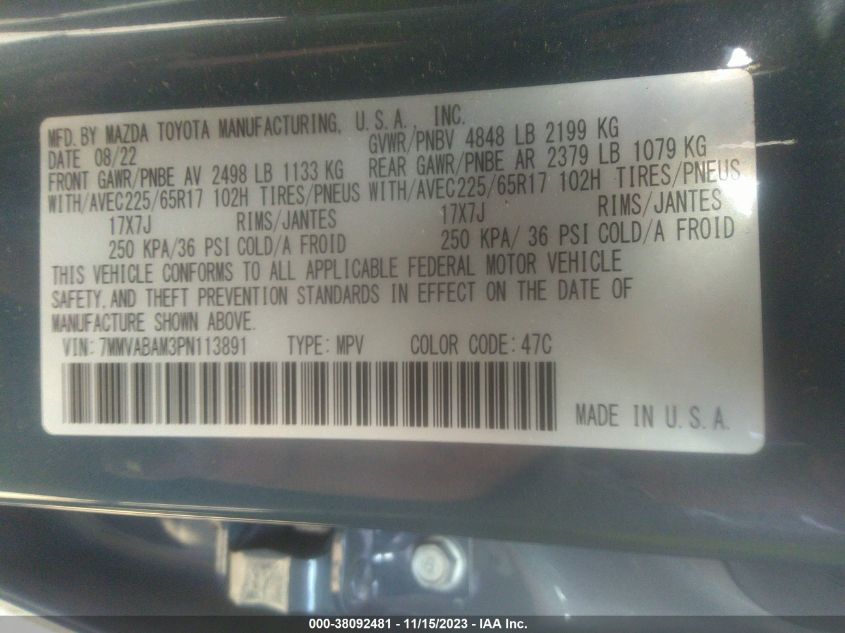 MFD. BY MAZDA TOYOTA MANUFACTURING, U.S.A. INC.
DATE 08/22 GVWR/PNBV 4848 LB 2199 KG
FRONT GAWR/PNBE AV 2498 LB 1133 KG REAR GAWR/PNBE AR 2379 LB 1079 KG
WITH/AVEC225/65R17 102H TIRES/PNEUS WITH/AVEC225/65R17 102H TIRES/PNEUS
17X7J RIMS/JANTES 17X7J RIMS/JANTES
250 KPA/36 PSI COLD/A FROID 250 KPA/ 36 PSI COLD/A FROID
THIS VEHICLE CONFORMS TO ALL APPLICABLE FEDERAL MOTOR VEHICLE
SAFETY, AND THEFT PREVENTION STANDARDS IN EFFECT ON THE DATE OF
MANUFACTURE SHOWN ABOVE.
VIN: 7MMVABAM3PN113891 TYPE: MPV COLOR CODE: 47C
MADE IN U.S.A.
000-38092481 - 11/15/2023 - IAA Inc.